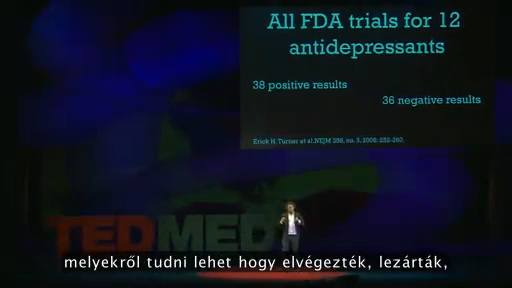 All FDA trials for 12
antidepressants
38 positive results
36 negative results
Erick H. Turner et al. NEJM 358, no. 3, 2008: 252-260.
TEDMED
melyekről tudni lehet hogy elvégezték, lezárták,